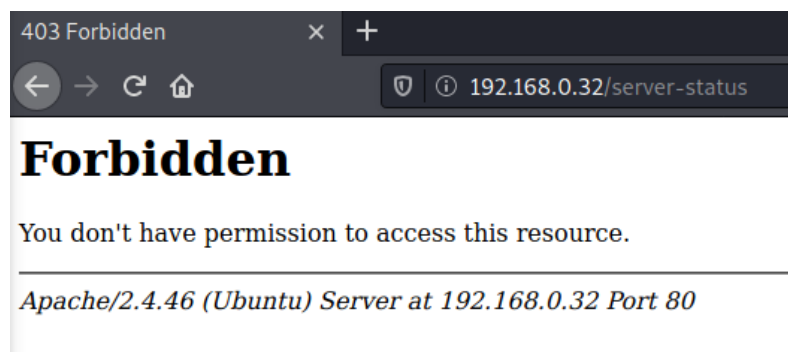 403 Forbidden
192.168.0.32/server-status
Forbidden
You don't have permission to access this resource.
Apache/2.4.46 (Ubuntu) Server at 192.168.0.32 Port 80